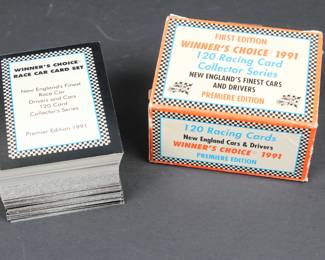 WINNER'S CHOICE
RACE CAR CARD SET
New England's Finest
Race Car
Drivers and Cars
120 Card
Collector's Series
Premier Edition 1991
FIRST EDITION
WINNER'S CHOICE 1991
120 Racing Card
Collector Series
NEW ENGLAND'S FINEST CARS
AND DRIVERS
PREMIERE EDITION
120 Racing Cards
New England Cars & Drivers
WINNER'S CHOICE 1991
PREMIERE EDITION